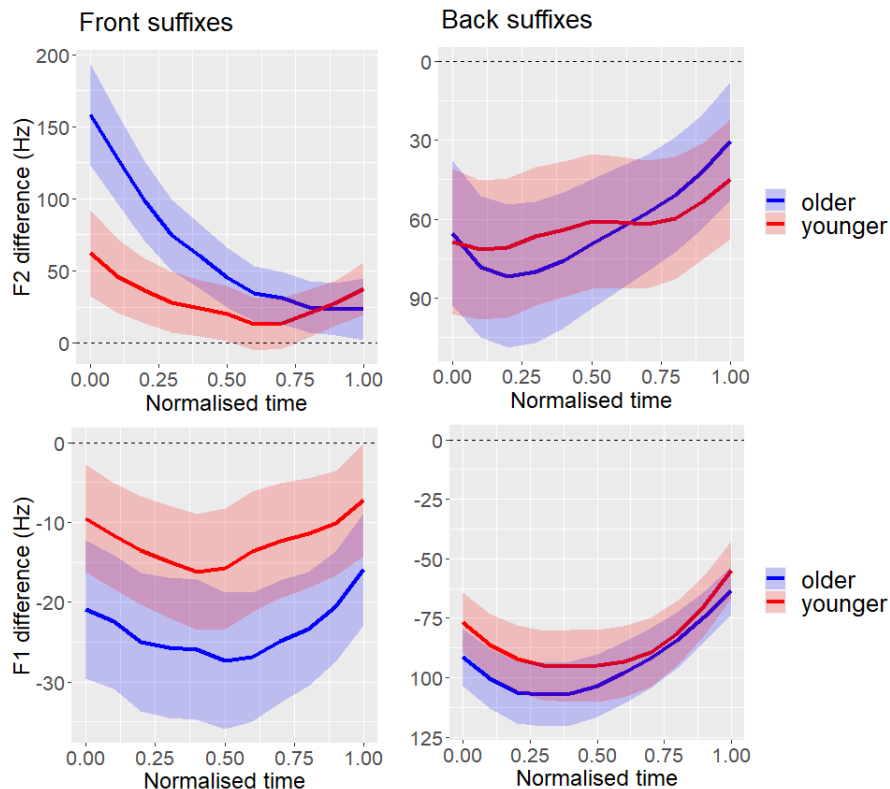 Front suffixes
Back suffixes
F2 difference (Hz)
200
150
100
50
0
0.00 0.25 0.50 0.75 1.00
Normalised time
0
30
60
90
0.00 0.25 0.50 0.75 1.00
Normalised time
older
younger
F1 difference (Hz)
0
-10
-20
-30
0.00 0.25 0.50 0.75 1.00
Normalised time
0
-25
-50
-75
100
125
0.00 0.25 0.50 0.75 1.00
Normalised time
older
younger